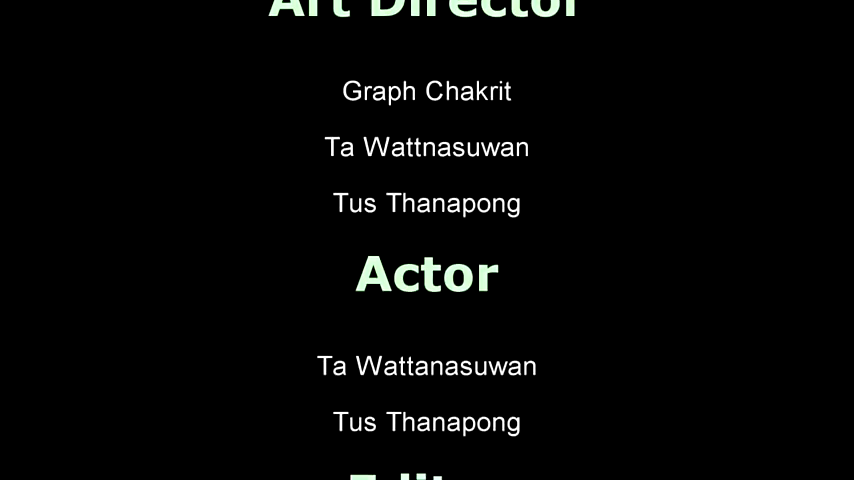 Art Director
Graph Chakrit
Ta Wattnasuwan
Tus Thanapong
Actor
Ta Wattanasuwan
Tus Thanapong